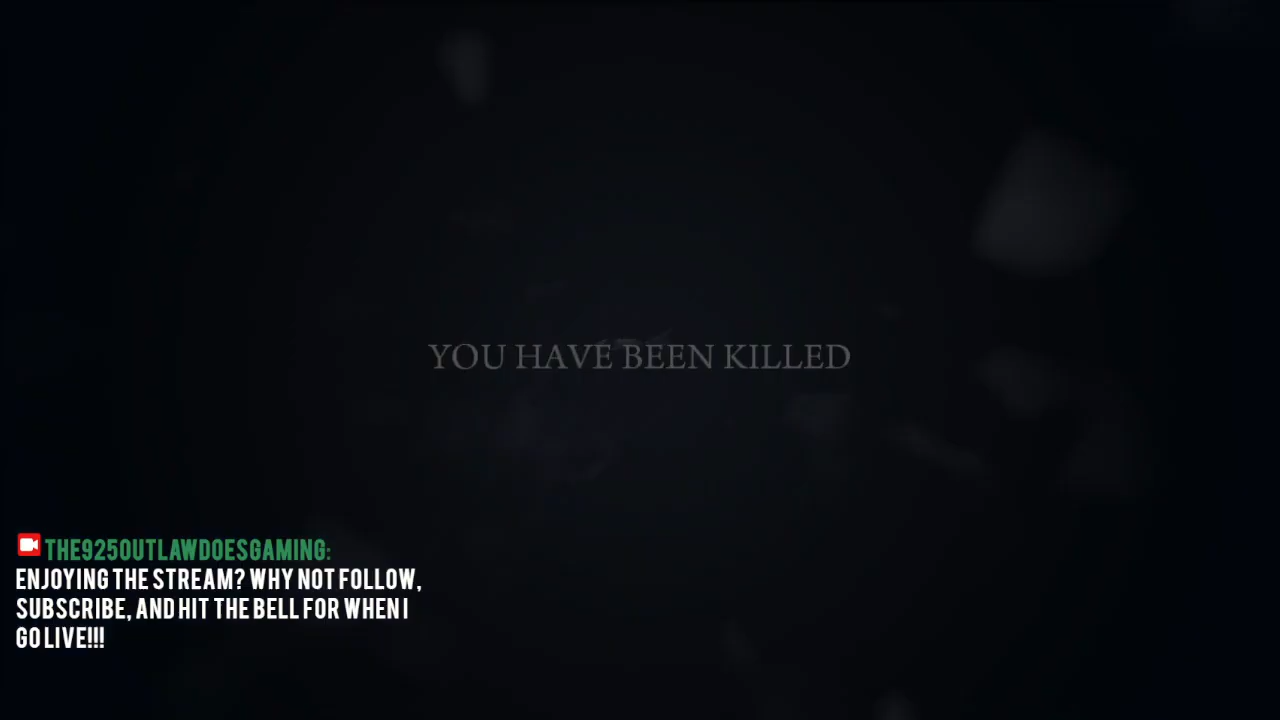 YOU HAVE BEEN KILLED
THE925OUTLAWDOESGAMING:
ENJOYING THE STREAM? WHY NOT FOLLOW,
SUBSCRIBE, AND HIT THE BELL FOR WHEN I
GO LIVE!!!